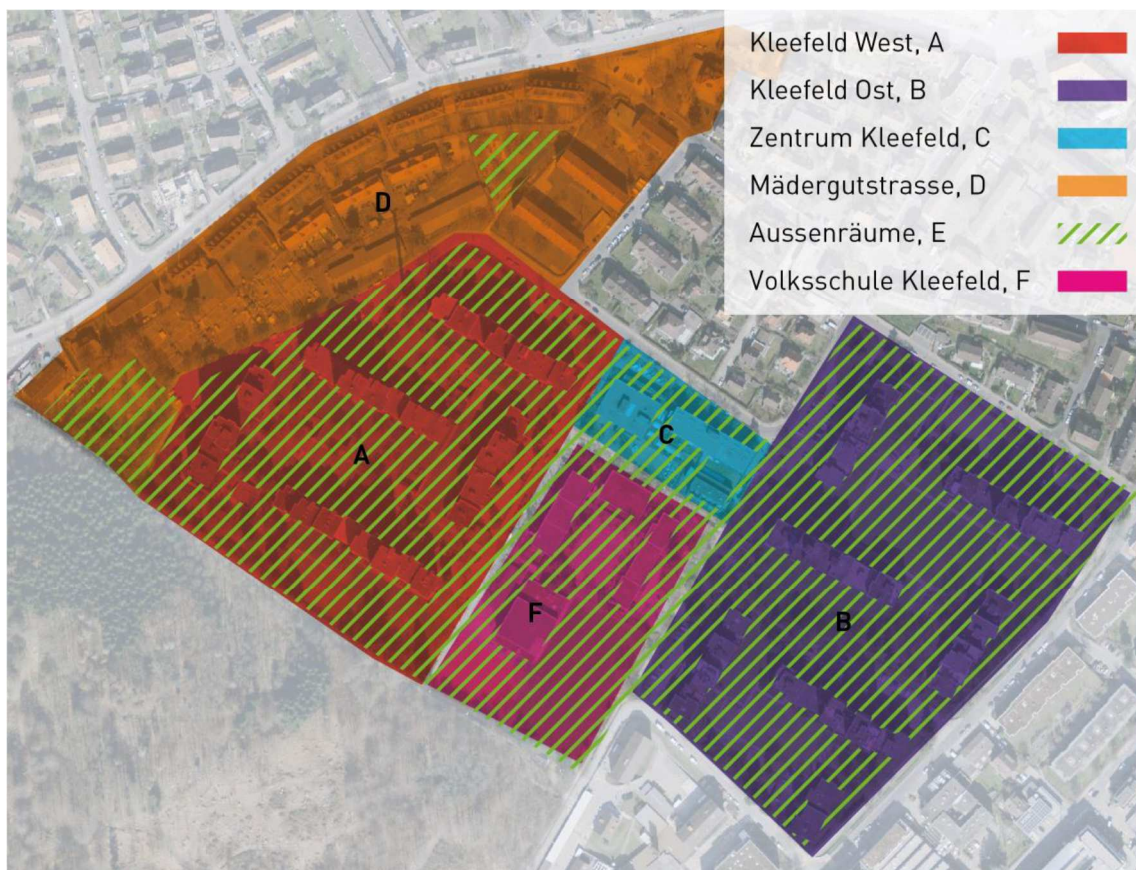 Kleefeld West, A
Kleefeld Ost, B
Zentrum Kleefeld, C
Mädergutstrasse, D
Aussenräume, E
Volksschule Kleefeld, F
D
A
C
F
B